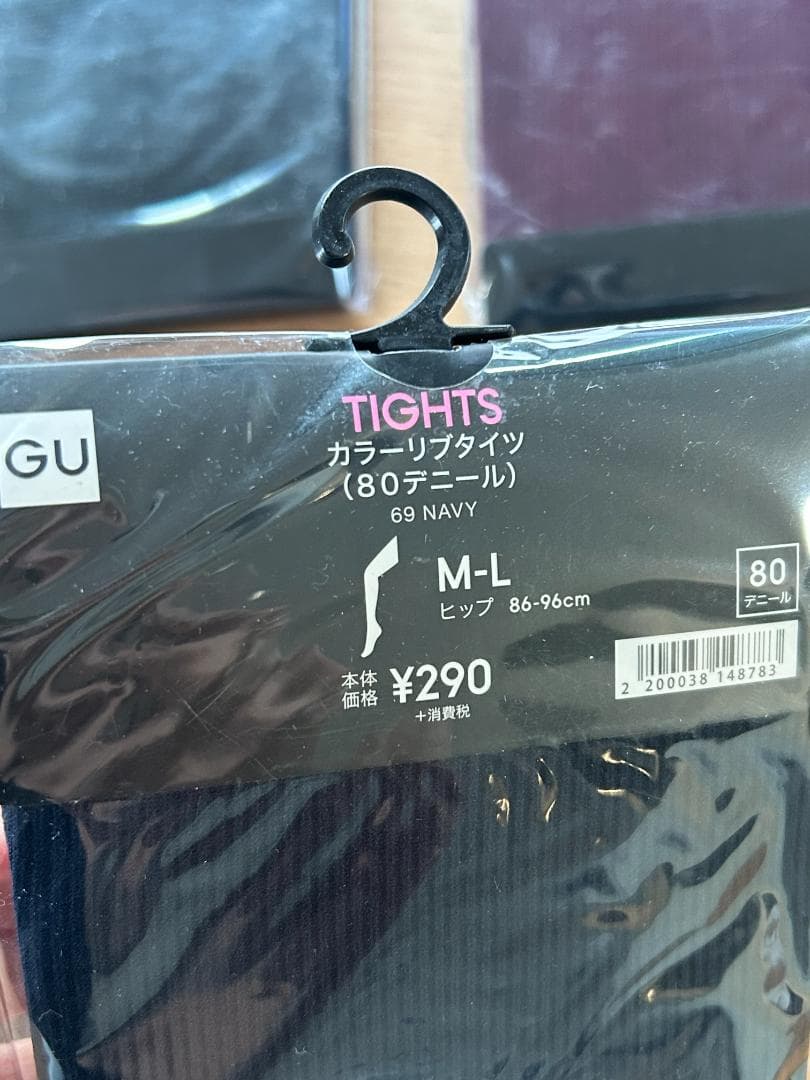 GU
TIGHTS
カラーリブタイツ
(80デニール)
69 NAVY
M-L
ヒップ 86-96cm
80
デニール
本体
価格 ¥290
+消費税
2 200038 148783